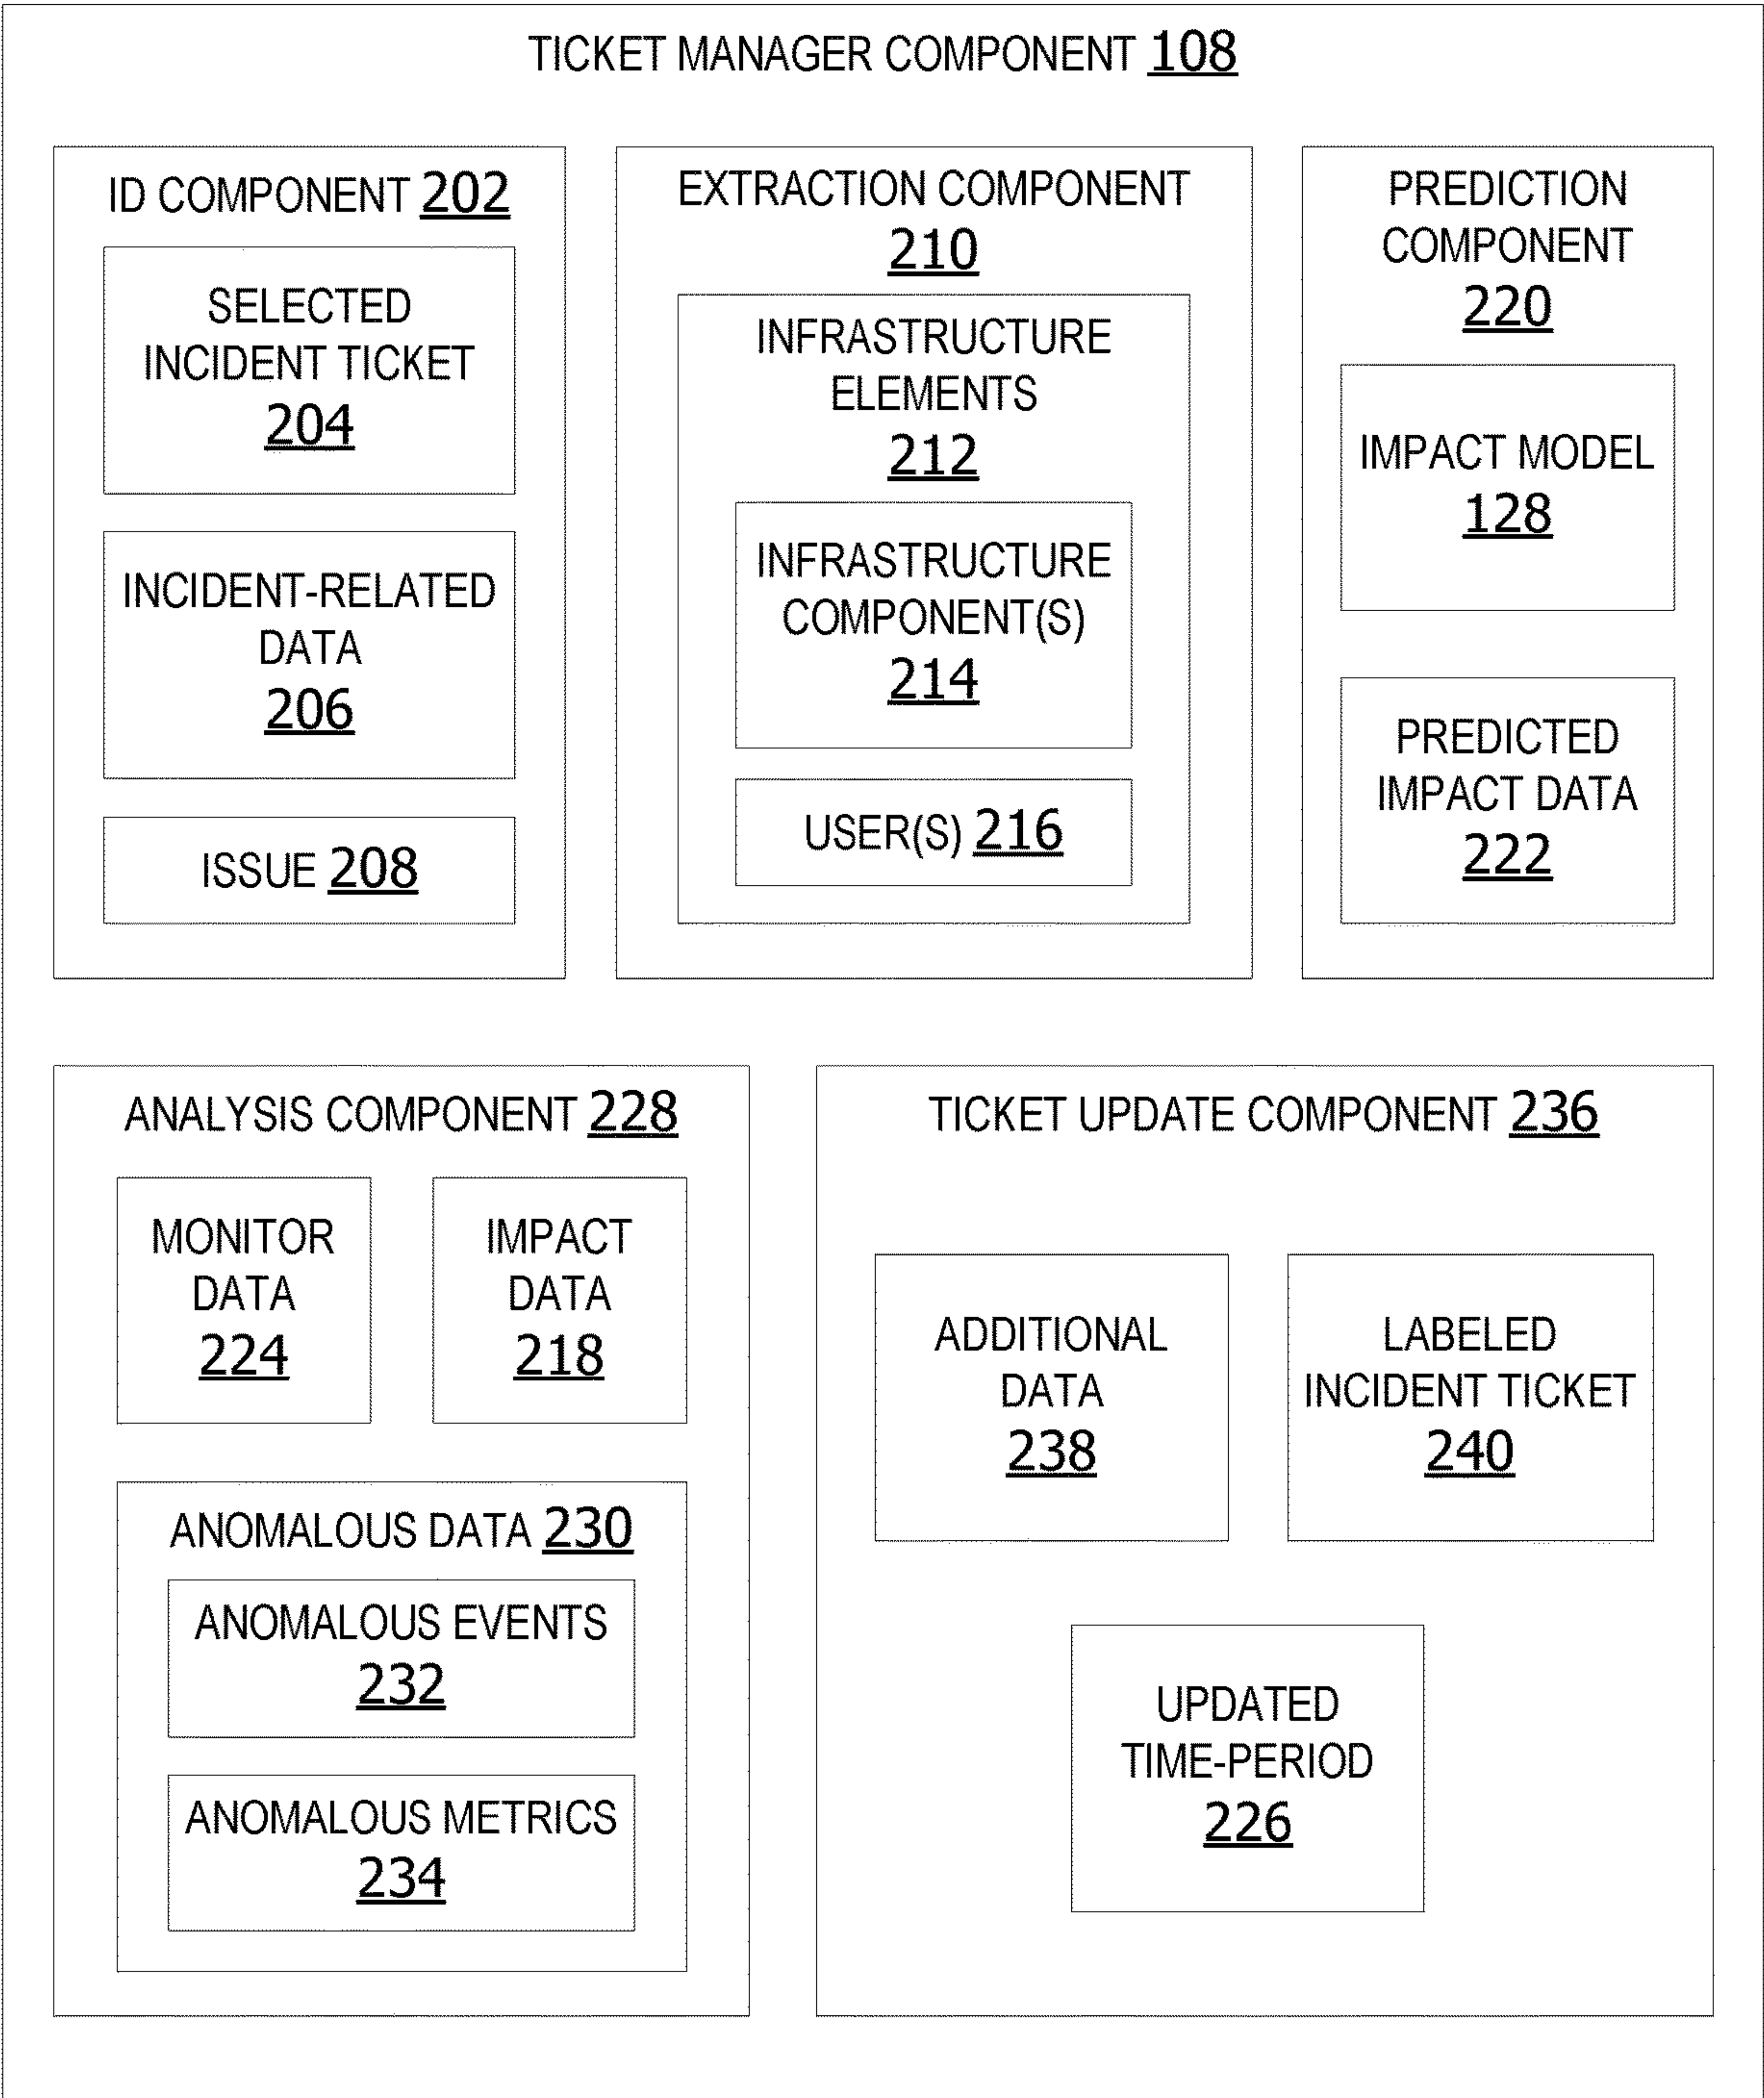 TICKET MANAGER COMPONENT 108
ID COMPONENT 202
SELECTED
INCIDENT TICKET
204
INCIDENT-RELATED
DATA
206
ISSUE 208
EXTRACTION COMPONENT
210
INFRASTRUCTURE
ELEMENTS
212
INFRASTRUCTURE
COMPONENT(S)
214
USER(S) 216
PREDICTION
COMPONENT
220
IMPACT MODEL
128
PREDICTED
IMPACT DATA
222
ANALYSIS COMPONENT 228
MONITOR
DATA
224
IMPACT
DATA
218
ANOMALOUS DATA 230
ANOMALOUS EVENTS
232
ANOMALOUS METRICS
234
TICKET UPDATE COMPONENT 236
ADDITIONAL
DATA
238
LABELED
INCIDENT TICKET
240
UPDATED
TIME-PERIOD
226